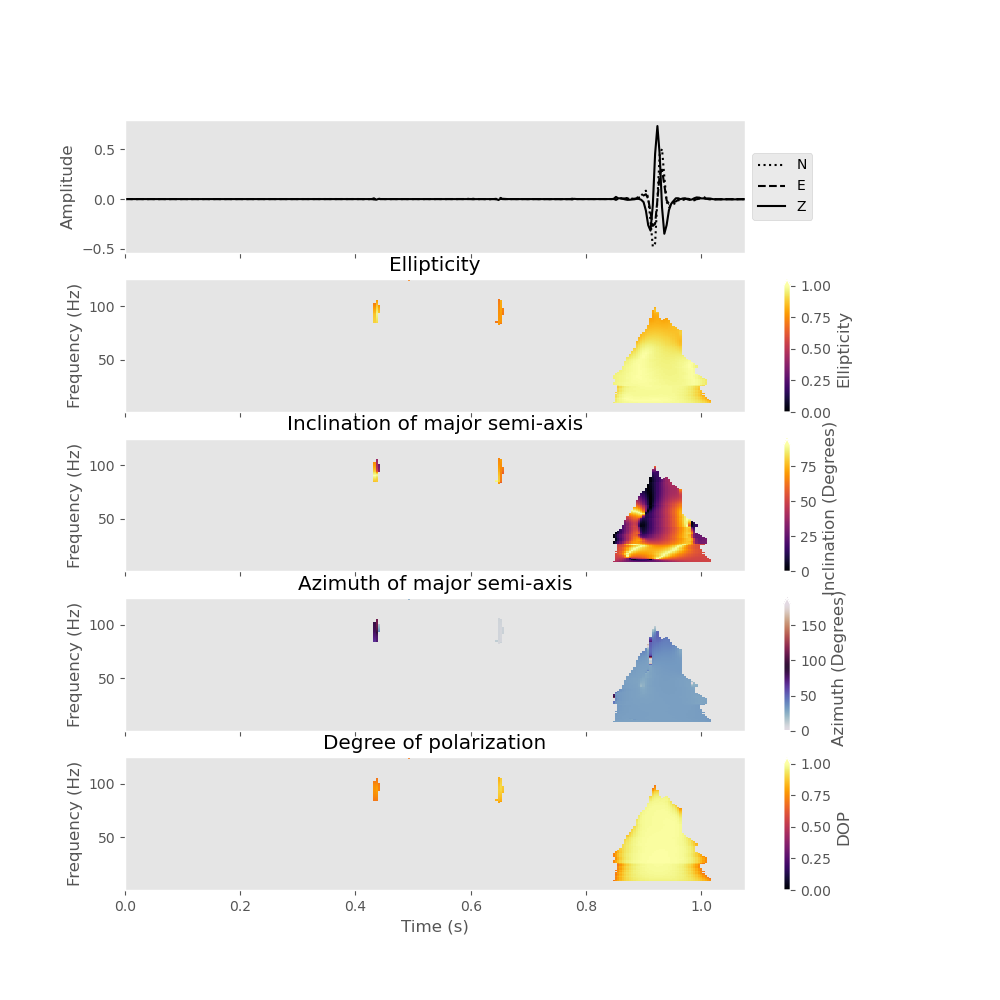 0.5
0.0
−0.5
Amplitude
N
E
Z
Ellipticity
100
50
Frequency (Hz)
1.00
0.75
0.50
0.25
0.00
Ellipticity
Inclination of major semi-axis
100
50
Frequency (Hz)
75
50
25
0
Inclination (Degrees)
Azimuth of major semi-axis
100
50
Frequency (Hz)
150
100
50
0
Azimuth (Degrees)
Degree of polarization
100
50
Frequency (Hz)
1.00
0.75
0.50
0.25
0.00
DOP
0.0 0.2 0.4 0.6 0.8 1.0
Time (s)